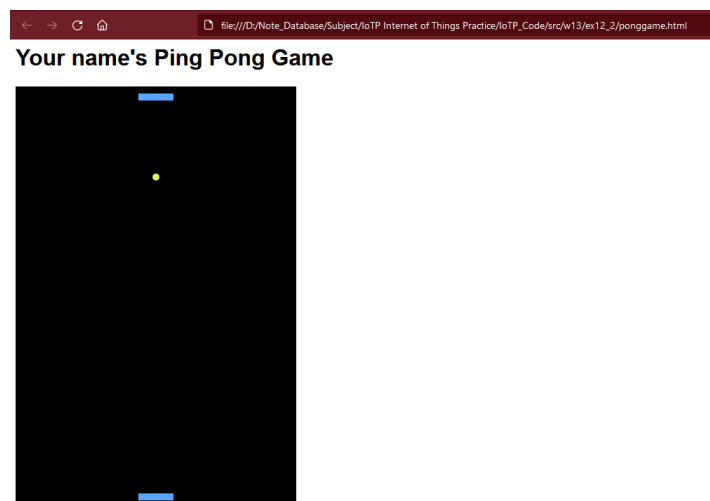 file:///D:/Note_Database/Subject/IoTP Internet of Things Practice/IoTP_Code/src/w13/ex12_2/ponggame.html
Your name's Ping Pong Game